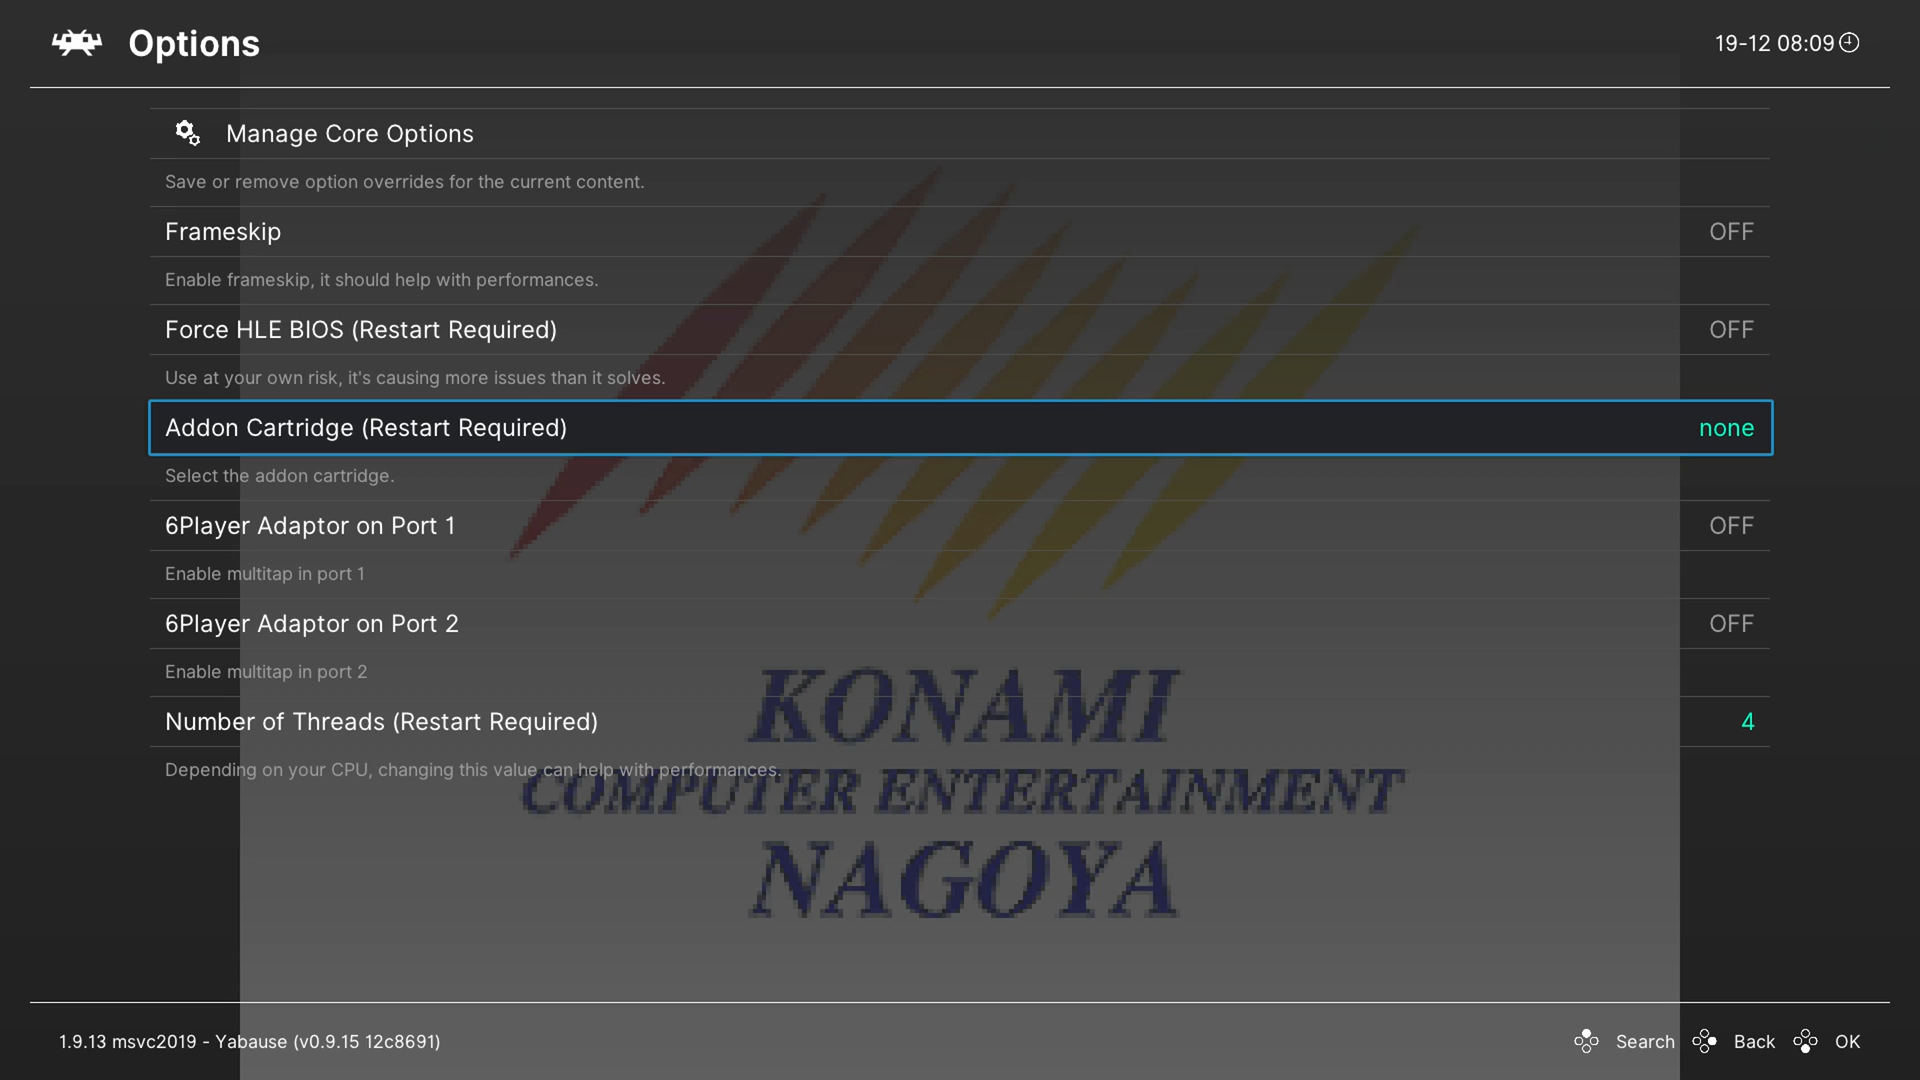 Options
19-12 08:09
Manage Core Options
Save or remove option overrides for the current content.
Frameskip OFF
Enable frameskip, it should help with performances.
Force HLE BIOS (Restart Required) OFF
Use at your own risk, it's causing more issues than it solves.
Addon Cartridge (Restart Required) none
Select the addon cartridge.
6Player Adaptor on Port 1 OFF
Enable multitap in port 1
6Player Adaptor on Port 2 OFF
Enable multitap in port 2
Number of Threads (Restart Required) 4
Depending on your CPU, changing this value can help with performances.
KONAMI
COMPUTER ENTERTAINMENT
NAGOYA
1.9.13 msvc2019 - Yabause (v0.9.15 12c8691)
Search Back OK